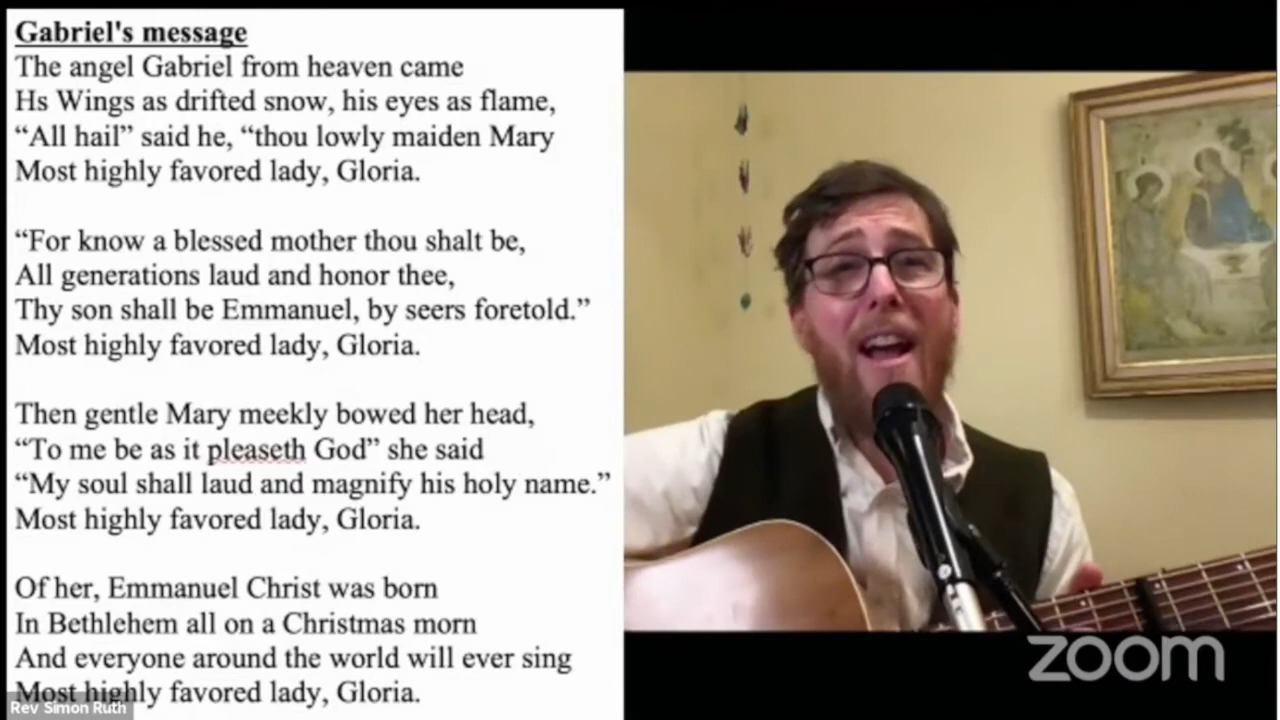 Gabriel's message
The angel Gabriel from heaven came
Hs Wings as drifted snow, his eyes as flame,
“All hail” said he, “thou lowly maiden Mary
Most highly favored lady, Gloria.
“For know a blessed mother thou shalt be,
All generations laud and honor thee,
Thy son shall be Emmanuel, by seers foretold.”
Most highly favored lady, Gloria.
Then gentle Mary meekly bowed her head,
“To me be as it pleaseth God” she said
“My soul shall laud and magnify his holy name.”
Most highly favored lady, Gloria.
Of her, Emmanuel Christ was born
In Bethlehem all on a Christmas morn
And everyone around the world will ever sing
Most highly favored lady, Gloria.
Rev Simon Ruth
zoom